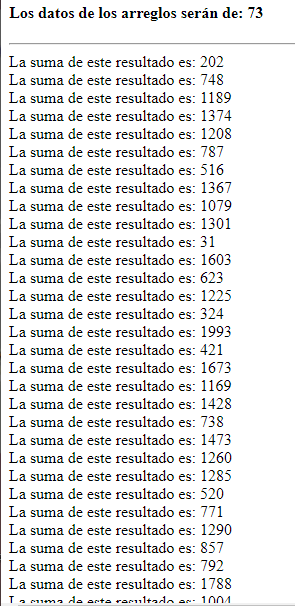 Los datos de los arreglos serán de: 73
La suma de este resultado es: 202
La suma de este resultado es: 748
La suma de este resultado es: 1189
La suma de este resultado es: 1374
La suma de este resultado es: 1208
La suma de este resultado es: 787
La suma de este resultado es: 516
La suma de este resultado es: 1367
La suma de este resultado es: 1079
La suma de este resultado es: 1301
La suma de este resultado es: 31
La suma de este resultado es: 1603
La suma de este resultado es: 623
La suma de este resultado es: 1225
La suma de este resultado es: 324
La suma de este resultado es: 1993
La suma de este resultado es: 421
La suma de este resultado es: 1673
La suma de este resultado es: 1169
La suma de este resultado es: 1428
La suma de este resultado es: 738
La suma de este resultado es: 1473
La suma de este resultado es: 1260
La suma de este resultado es: 1285
La suma de este resultado es: 520
La suma de este resultado es: 771
La suma de este resultado es: 1290
La suma de este resultado es: 857
La suma de este resultado es: 792
La suma de este resultado es: 1788
La suma de este resultado es: 1004